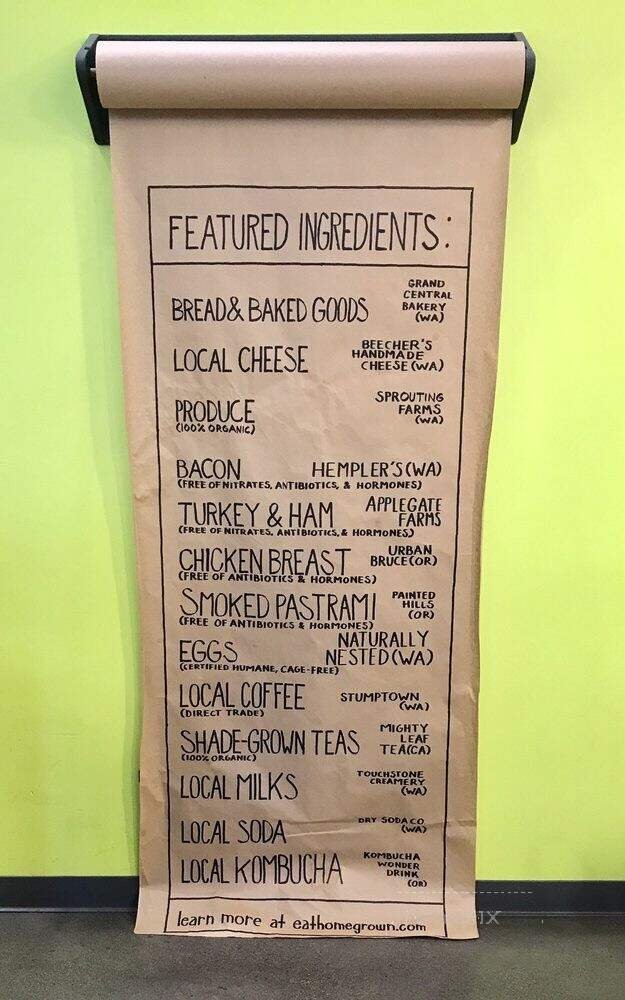 FEATURED INGREDIENTS:
BREAD & BAKED GOODS
GRAND
CENTRAL
BAKERY
(WA)
LOCAL CHEESE
BEECHER'S
HANDMADE
CHEESE (WA)
PRODUCE
(100% ORGANIC)
SPROUTING
FARMS
(WA)
BACON
HEMPLER'S (WA)
(FREE OF NITRATES, ANTIBIOTICS, & HORMONES)
TURKEY & HAM
APPLEGATE
FARMS
(FREE OF NITRATES, ANTIBIOTICS, & HORMONES)
CHICKEN BREAST
URBAN
BRUCE (OR)
(FREE OF ANTIBIOTICS & HORMONES)
SMOKED PASTRAMI
PAINTED
HILLS
(OR)
(FREE OF ANTIBIOTICS & HORMONES)
EGGS
NATURALLY
NESTED (WA)
(CERTIFIED HUMANE, CAGE-FREE)
LOCAL COFFEE
(DIRECT TRADE)
STUMPTOWN
(WA)
SHADE-GROWN TEAS
(100% ORGANIC)
MIGHTY
LEAF
TEA (CA)
LOCAL MILKS
TOUCHSTONE
CREAMERY
(WA)
LOCAL SODA
DRY SODA CO
(WA)
LOCAL KOMBUCHA
KOMBUCHA
WONDER
DRINK
(OR)
learn more at eathomegrown.com